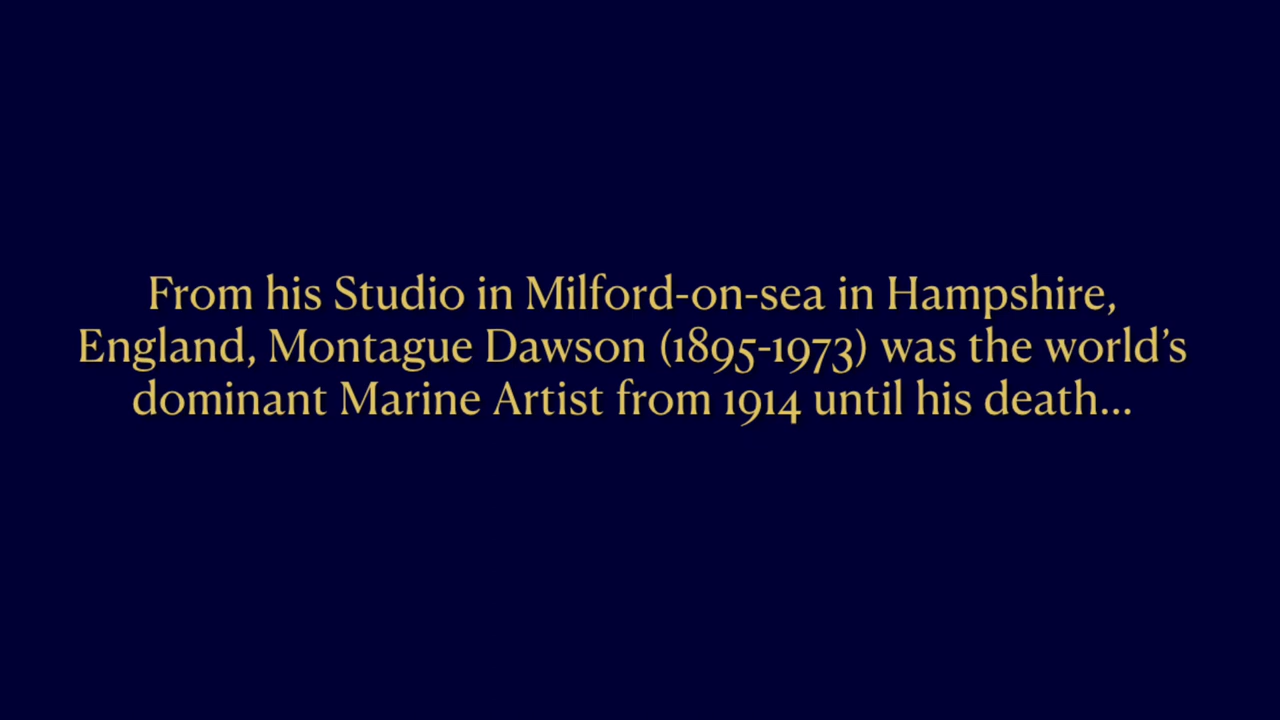 From his Studio in Milford-on-sea in Hampshire,
England, Montague Dawson (1895-1973) was the world’s
dominant Marine Artist from 1914 until his death...